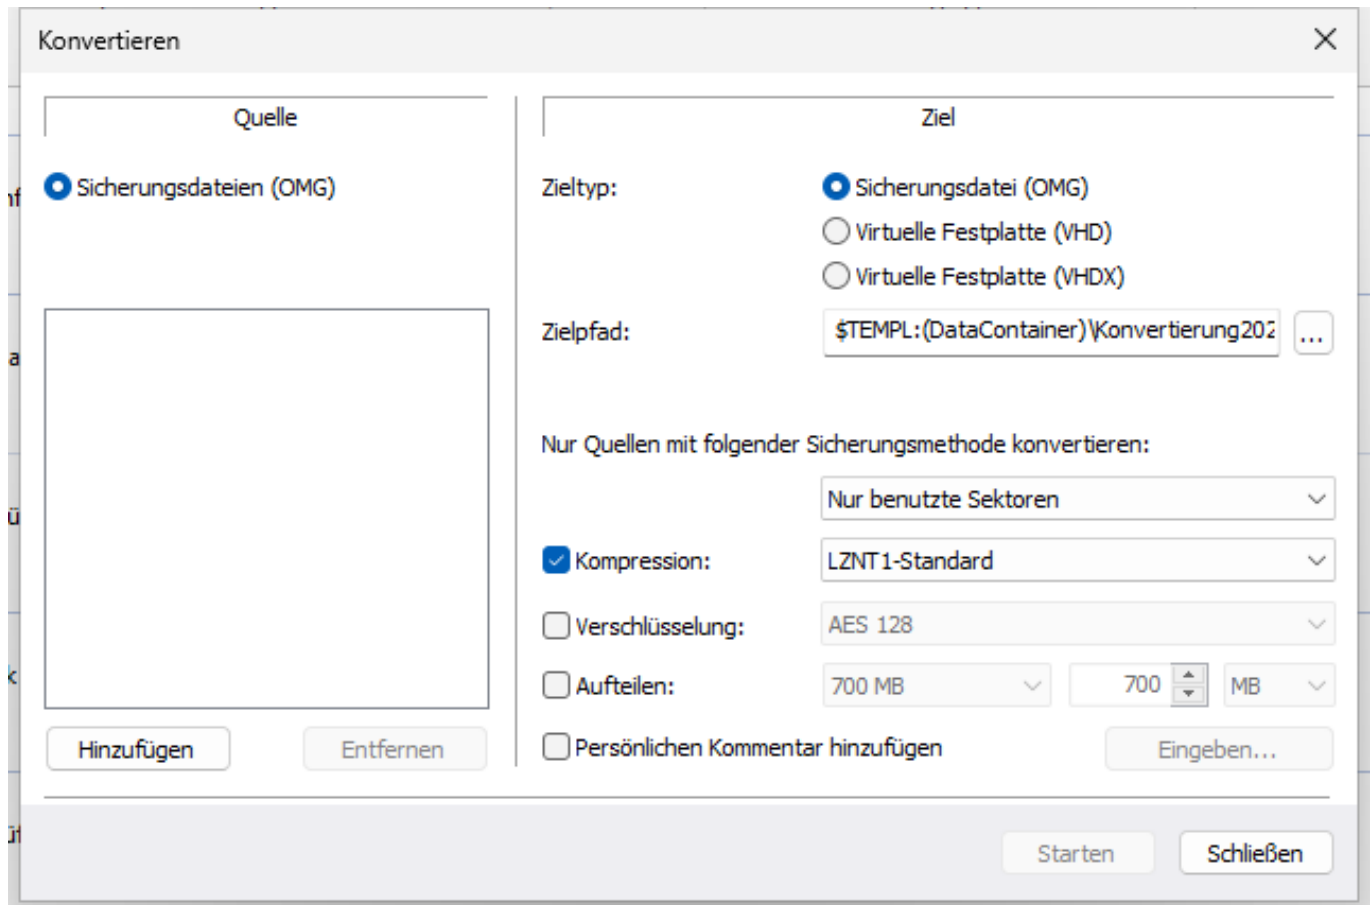 Konvertieren
Quelle
Sicherungsdateien (OMG)
Hinzufügen
Entfernen
Ziel
Zieltyp:
Sicherungsdatei (OMG)
Virtuelle Festplatte (VHD)
Virtuelle Festplatte (VHDX)
Zielpfad:
$TEMPL:(DataContainer)\Konvertierung202
...
Nur Quellen mit folgender Sicherungsmethode konvertieren:
Nur benutzte Sektoren
Kompression:
LZNT1-Standard
Verschlüsselung:
AES 128
Aufteilen:
700 MB
700
MB
Persönlichen Kommentar hinzufügen
Eingeben...
Starten
Schließen